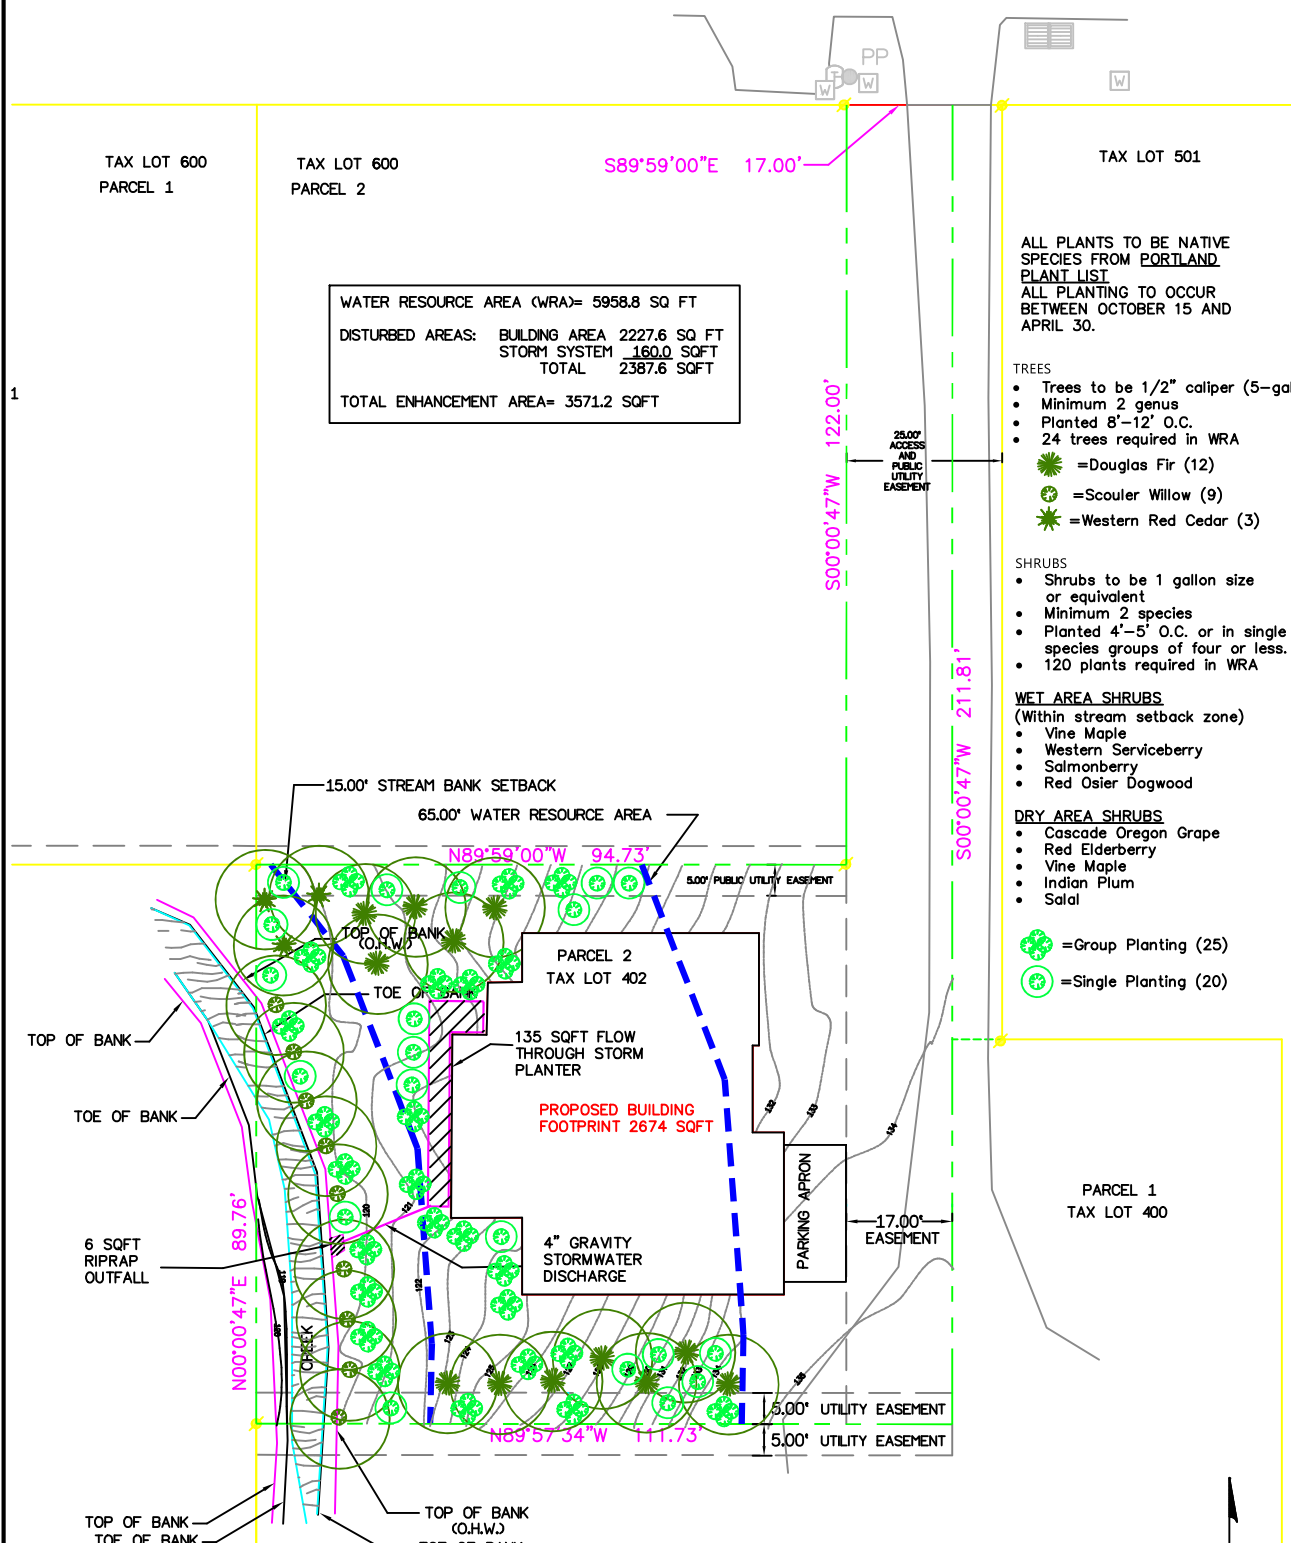 PP
W
W
W
TAX LOT 600
PARCEL 1
TAX LOT 600
PARCEL 2
S89°59'00"E 17.00'
TAX LOT 501
ALL PLANTS TO BE NATIVE
SPECIES FROM PORTLAND
PLANT LIST
ALL PLANTING TO OCCUR
BETWEEN OCTOBER 15 AND
APRIL 30.
WATER RESOURCE AREA (WRA)= 5958.8 SQ FT
DISTURBED AREAS: BUILDING AREA 2227.6 SQ FT
STORM SYSTEM 160.0 SQFT
TOTAL 2387.6 SQFT
TOTAL ENHANCEMENT AREA= 3571.2 SQFT
1
S00°00'47"W 122.00'
25.00'
ACCESS
AND
PUBLIC
UTILITY
EASEMENT
TREES
• Trees to be 1/2" caliper (5-gal
• Minimum 2 genus
• Planted 8'-12' O.C.
• 24 trees required in WRA
=Douglas Fir (12)
=Scouler Willow (9)
=Western Red Cedar (3)
SHRUBS
• Shrubs to be 1 gallon size
or equivalent
• Minimum 2 species
• Planted 4'-5' O.C. or in single
species groups of four or less.
• 120 plants required in WRA
WET AREA SHRUBS
(Within stream setback zone)
• Vine Maple
• Western Serviceberry
• Salmonberry
• Red Osier Dogwood
DRY AREA SHRUBS
• Cascade Oregon Grape
• Red Elderberry
• Vine Maple
• Indian Plum
• Salal
=Group Planting (25)
=Single Planting (20)
S00°00'47"W 211.81'
15.00' STREAM BANK SETBACK
65.00' WATER RESOURCE AREA
N89°59'00"W 94.73'
5.00' PUBLIC UTILITY EASEMENT
TOP OF BANK
(O.H.W.)
TOE OF BANK
PARCEL 2
TAX LOT 402
TOP OF BANK
TOE OF BANK
135 SQFT FLOW
THROUGH STORM
PLANTER
PROPOSED BUILDING
FOOTPRINT 2674 SQFT
132
133
134
PARKING APRON
17.00'
EASEMENT
PARCEL 1
TAX LOT 400
N00°00'47"E 89.76'
6 SQFT
RIPRAP
OUTFALL
4" GRAVITY
STORMWATER
DISCHARGE
120
121
122
CREEK
5.00' UTILITY EASEMENT
5.00' UTILITY EASEMENT
N89°57'34"W 111.73'
TOP OF BANK
TOE OF BANK
TOP OF BANK
(O.H.W.)
TOE OF BANK